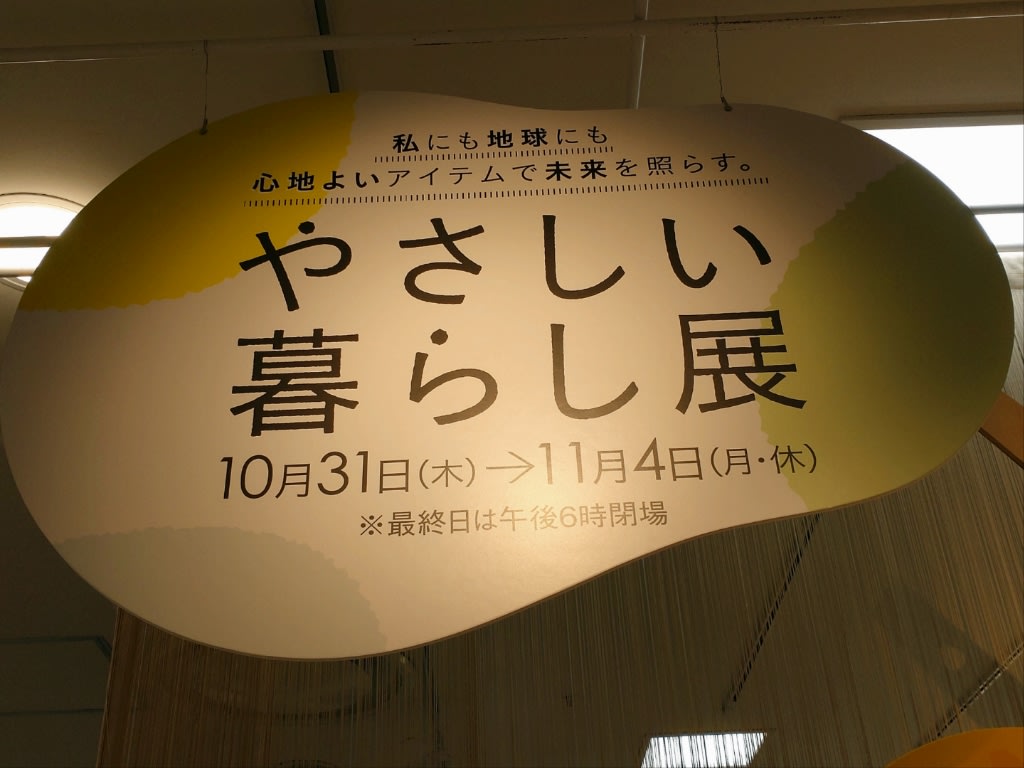 私にも地球にも
心地よいアイテムで未来を照らす。
やさしい
暮らし展
10月31日(木)→11月4日(月・休)
※最終日は午後6時閉場